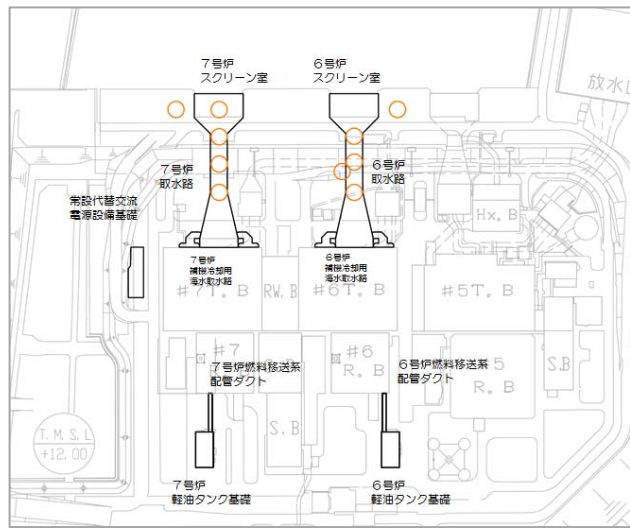 ７号炉
スクリーン室
６号炉
スクリーン室
放水口
７号炉
取水路
６号炉
取水路
常設代替交流
電源設備基礎
Hx. B
７号炉
補機冷却用
海水取水路
６号炉
補機冷却用
海水取水路
#7T. B
RW. B
#6T. B
#5T. B
#7
R. B
#6
R. B
5
R. B
S.B
７号炉燃料移送系
配管ダクト
６号炉燃料移送系
配管ダクト
S.B
T. M. S. L
+12. 00
７号炉
軽油タンク基礎
６号炉
軽油タンク基礎